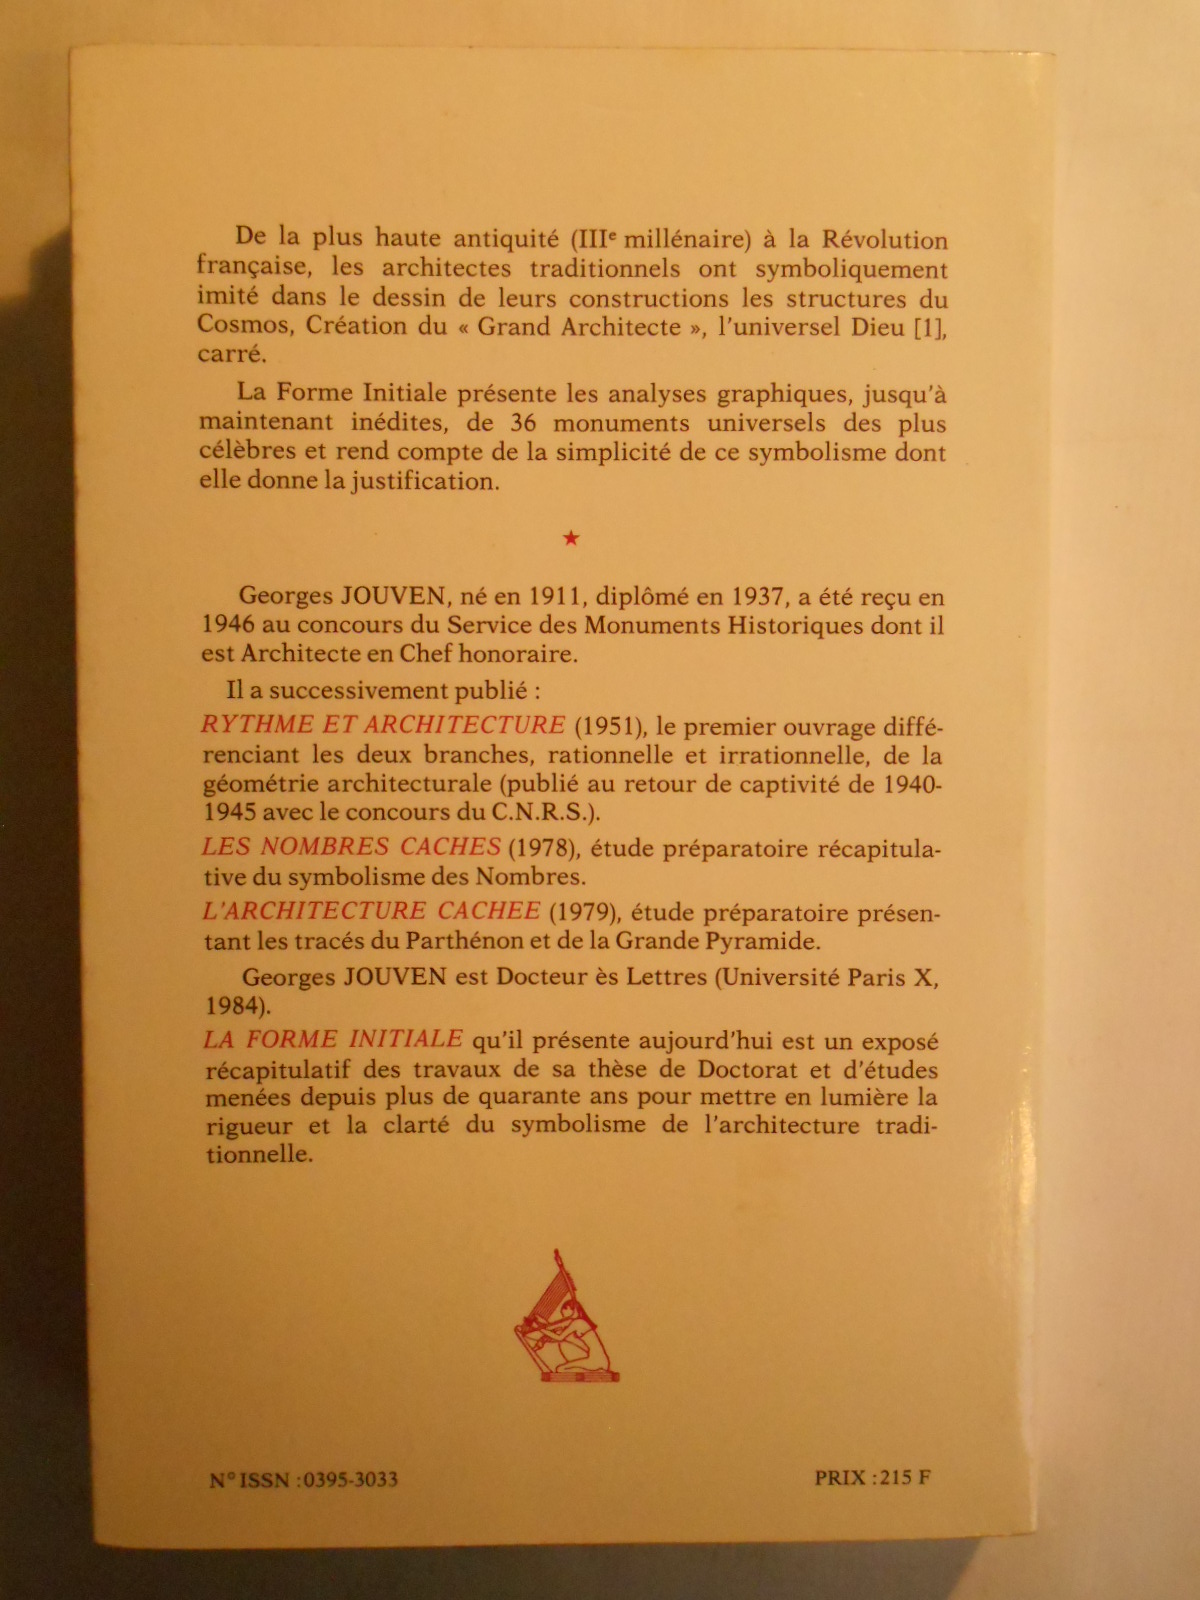 De la plus haute antiquité (IIIe millénaire) à la Révolution
française, les architectes traditionnels ont symboliquement
imité dans le dessin de leurs constructions les structures du
Cosmos, Création du « Grand Architecte », l'universel Dieu [1],
carré.
La Forme Initiale présente les analyses graphiques, jusqu'à
maintenant inédites, de 36 monuments universels des plus
célèbres et rend compte de la simplicité de ce symbolisme dont
elle donne la justification.
★
Georges JOUVEN, né en 1911, diplômé en 1937, a été reçu en
1946 au concours du Service des Monuments Historiques dont il
est Architecte en Chef honoraire.
Il a successivement publié :
RYTHME ET ARCHITECTURE (1951), le premier ouvrage diffé-
renciant les deux branches, rationnelle et irrationnelle, de la
géométrie architecturale (publié au retour de captivité de 1940-
1945 avec le concours du C.N.R.S.).
LES NOMBRES CACHES (1978), étude préparatoire récapitula-
tive du symbolisme des Nombres.
L'ARCHITECTURE CACHEE (1979), étude préparatoire présen-
tant les tracés du Parthénon et de la Grande Pyramide.
Georges JOUVEN est Docteur ès Lettres (Université Paris X,
1984).
LA FORME INITIALE qu'il présente aujourd'hui est un exposé
récapitulatif des travaux de sa thèse de Doctorat et d'études
menées depuis plus de quarante ans pour mettre en lumière la
rigueur et la clarté du symbolisme de l'architecture tradi-
tionnelle.
N° ISSN : 0395-3033
PRIX : 215 F